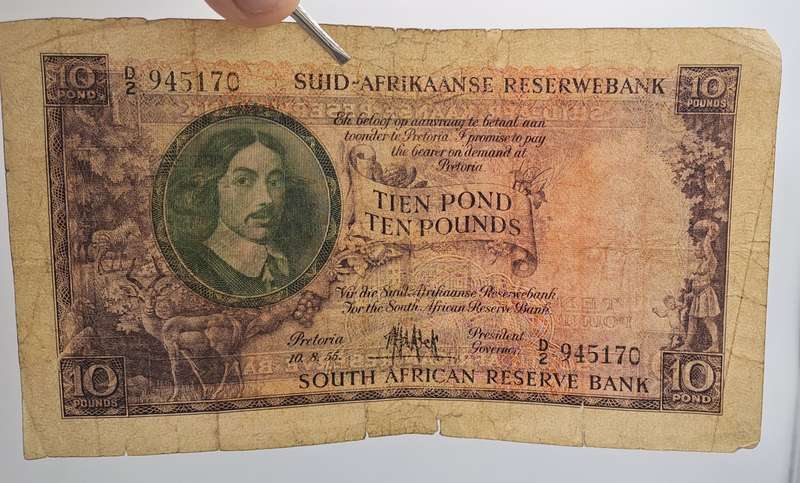 10
POND
D/2 945170
SUID-AFRIKAANSE RESERWEBANK
10
POUNDS
Ek beloof op aanvraag te betaal aan
toonder te Pretoria I promise to pay
the bearer on demand at
Pretoria
TIEN POND
TEN POUNDS
Vir die Suid-Afrikaanse Reserwebank
For the South African Reserve Bank
Pretoria
10.8.55.
President
Governor.
D/2 945170
10
POUNDS
SOUTH AFRICAN RESERVE BANK
10
POND